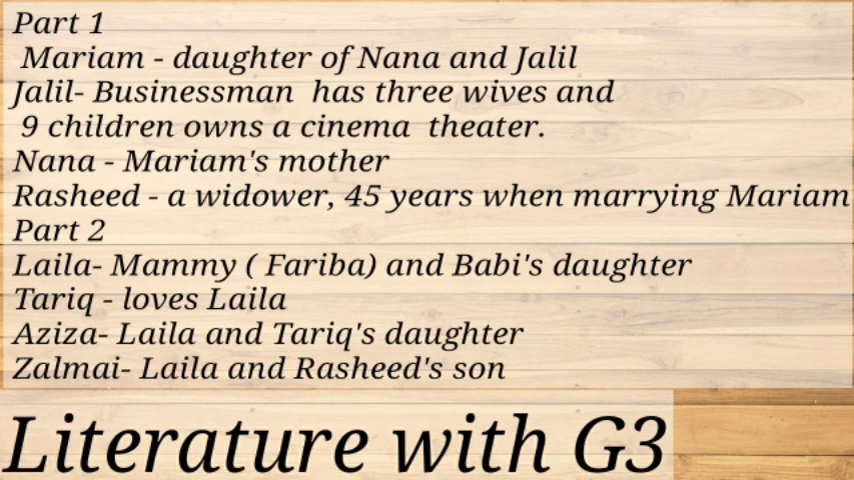 Part 1
Mariam - daughter of Nana and Jalil
Jalil- Businessman has three wives and
9 children owns a cinema theater.
Nana - Mariam's mother
Rasheed - a widower, 45 years when marrying Mariam
Part 2
Laila- Mammy ( Fariba) and Babi's daughter
Tariq - loves Laila
Aziza- Laila and Tariq's daughter
Zalmai- Laila and Rasheed's son
Literature with G3